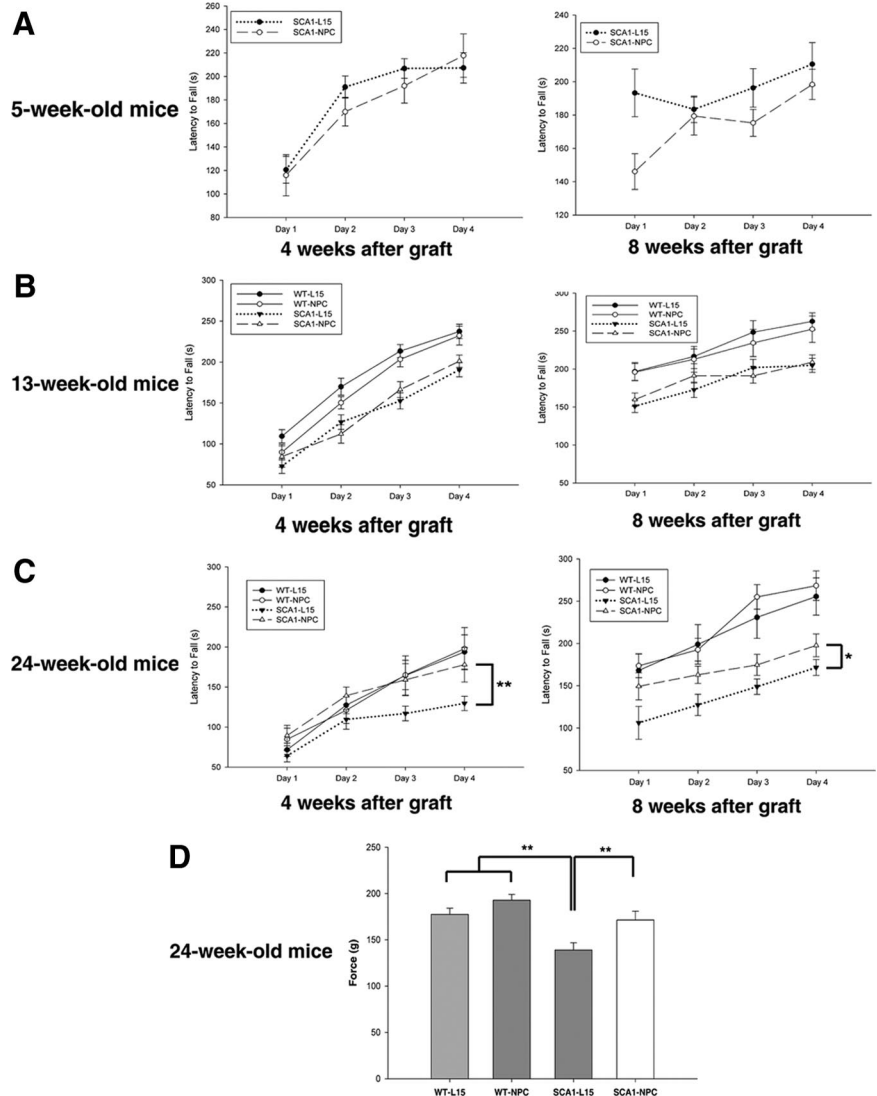 A
5-week-old mice
Latency to Fall (s)
260
240
220
200
180
160
140
120
100
80
SCA1-L15
SCA1-NPC
Day 1 Day 2 Day 3 Day 4
4 weeks after graft
Latency to Fall (s)
240
220
200
180
160
140
120
SCA1-L15
SCA1-NPC
Day 1 Day 2 Day 3 Day 4
8 weeks after graft
B
13-week-old mice
Latency to Fall (s)
300
250
200
150
100
50
WT-L15
WT-NPC
SCA1-L15
SCA1-NPC
Day 1 Day 2 Day 3 Day 4
4 weeks after graft
Latency to Fall (s)
300
250
200
150
100
50
WT-L15
WT-NPC
SCA1-L15
SCA1-NPC
Day 1 Day 2 Day 3 Day 4
8 weeks after graft
C
24-week-old mice
Latency to Fall (s)
300
250
200
150
100
50
WT-L15
WT-NPC
SCA1-L15
SCA1-NPC
**
Day 1 Day 2 Day 3 Day 4
4 weeks after graft
Latency to Fall (s)
300
250
200
150
100
50
WT-L15
WT-NPC
SCA1-L15
SCA1-NPC
*
Day 1 Day 2 Day 3 Day 4
8 weeks after graft
D
24-week-old mice
Force (g)
250
200
150
100
50
0
** **
WT-L15 WT-NPC SCA1-L15 SCA1-NPC